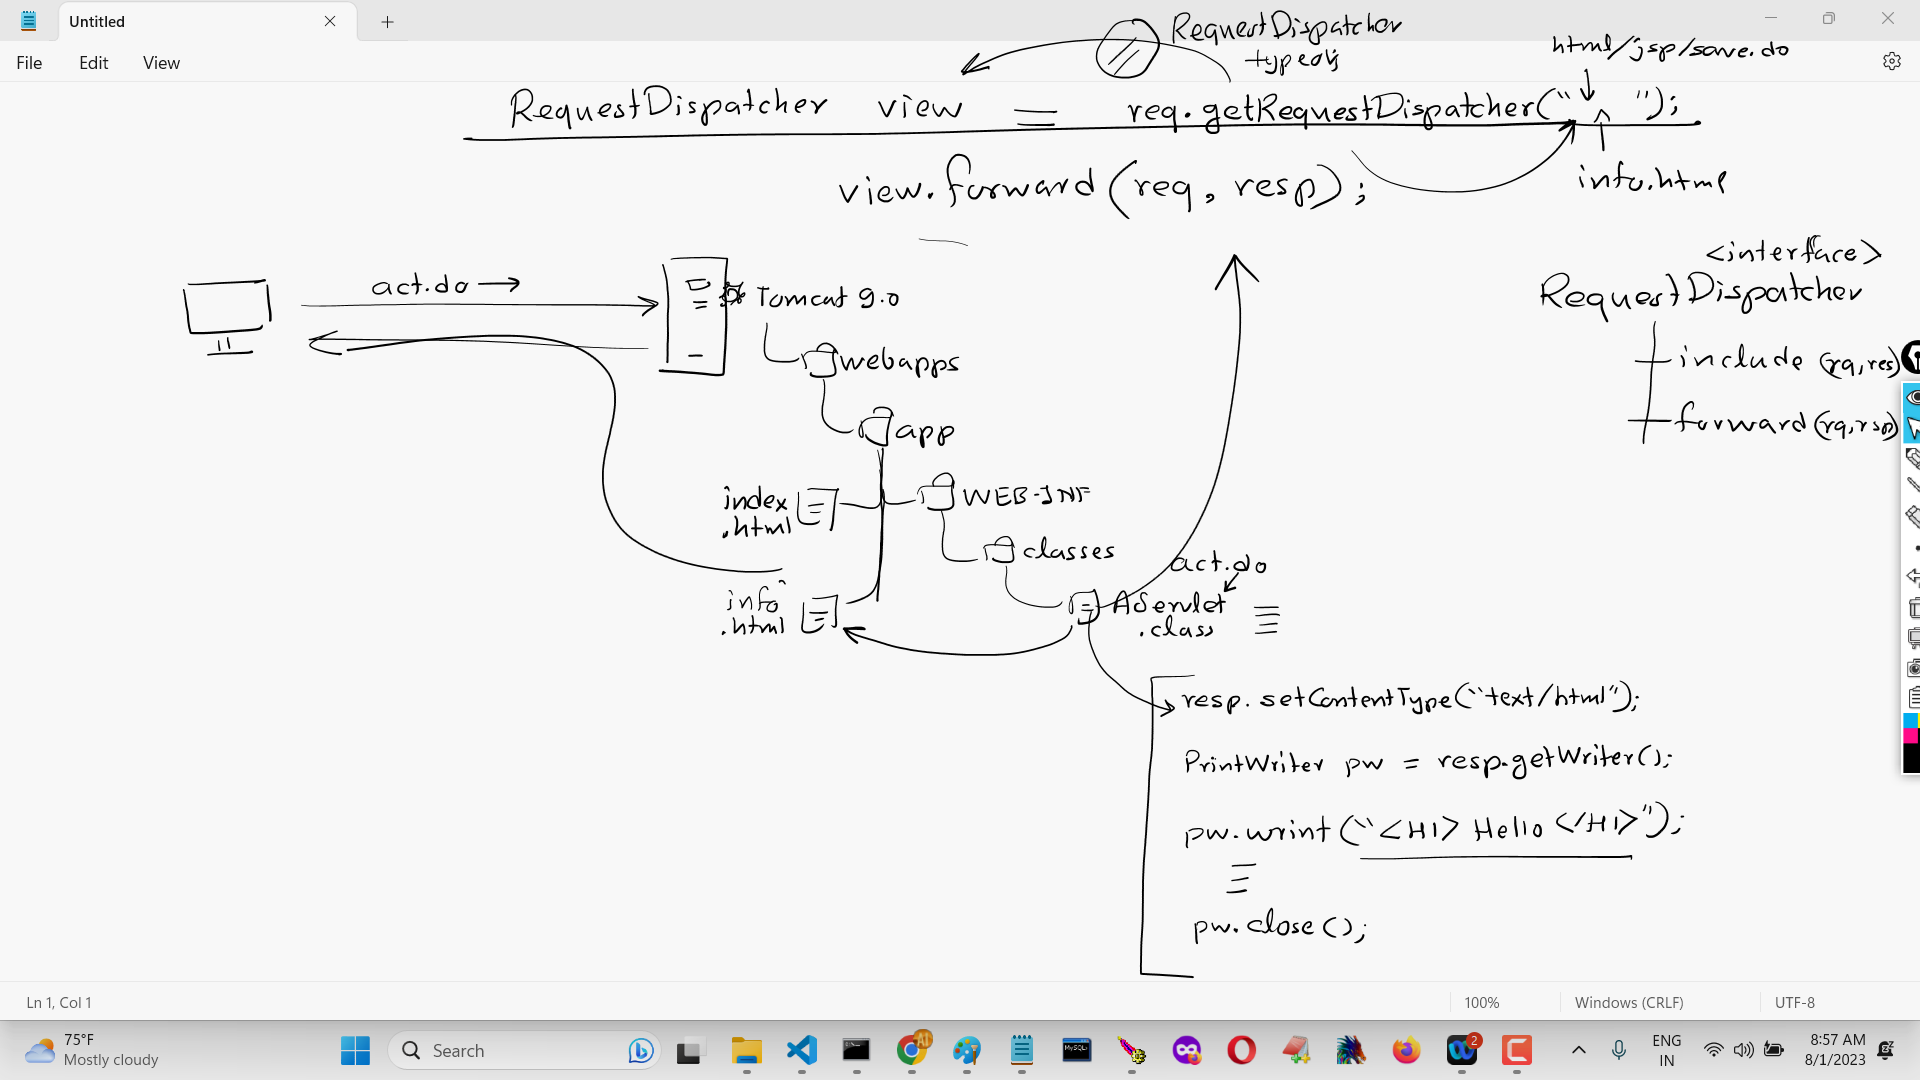 Untitled
File Edit View
RequestDispatcher
type obj
html/jsp/save.do
RequestDispatcher view = req.getRequestDispatcher(" ");
view.forward(req, resp);
info.html
<interface>
RequestDispatcher
include (rq,res)
forward(rq,rsp)
act.do
Tomcat 9.0
webapps
app
index
.html
WEB-INF
classes
act.do
info
.html
AServlet
.class
resp.setContentType("text/html");
PrintWriter pw = resp.getWriter();
pw.wrint("<H1> Hello </H1>");
pw.close();
Ln 1, Col 1
100%
Windows (CRLF)
UTF-8
75°F
Mostly cloudy
Search
MySQL
2
ENG
IN
8:57 AM
8/1/2023